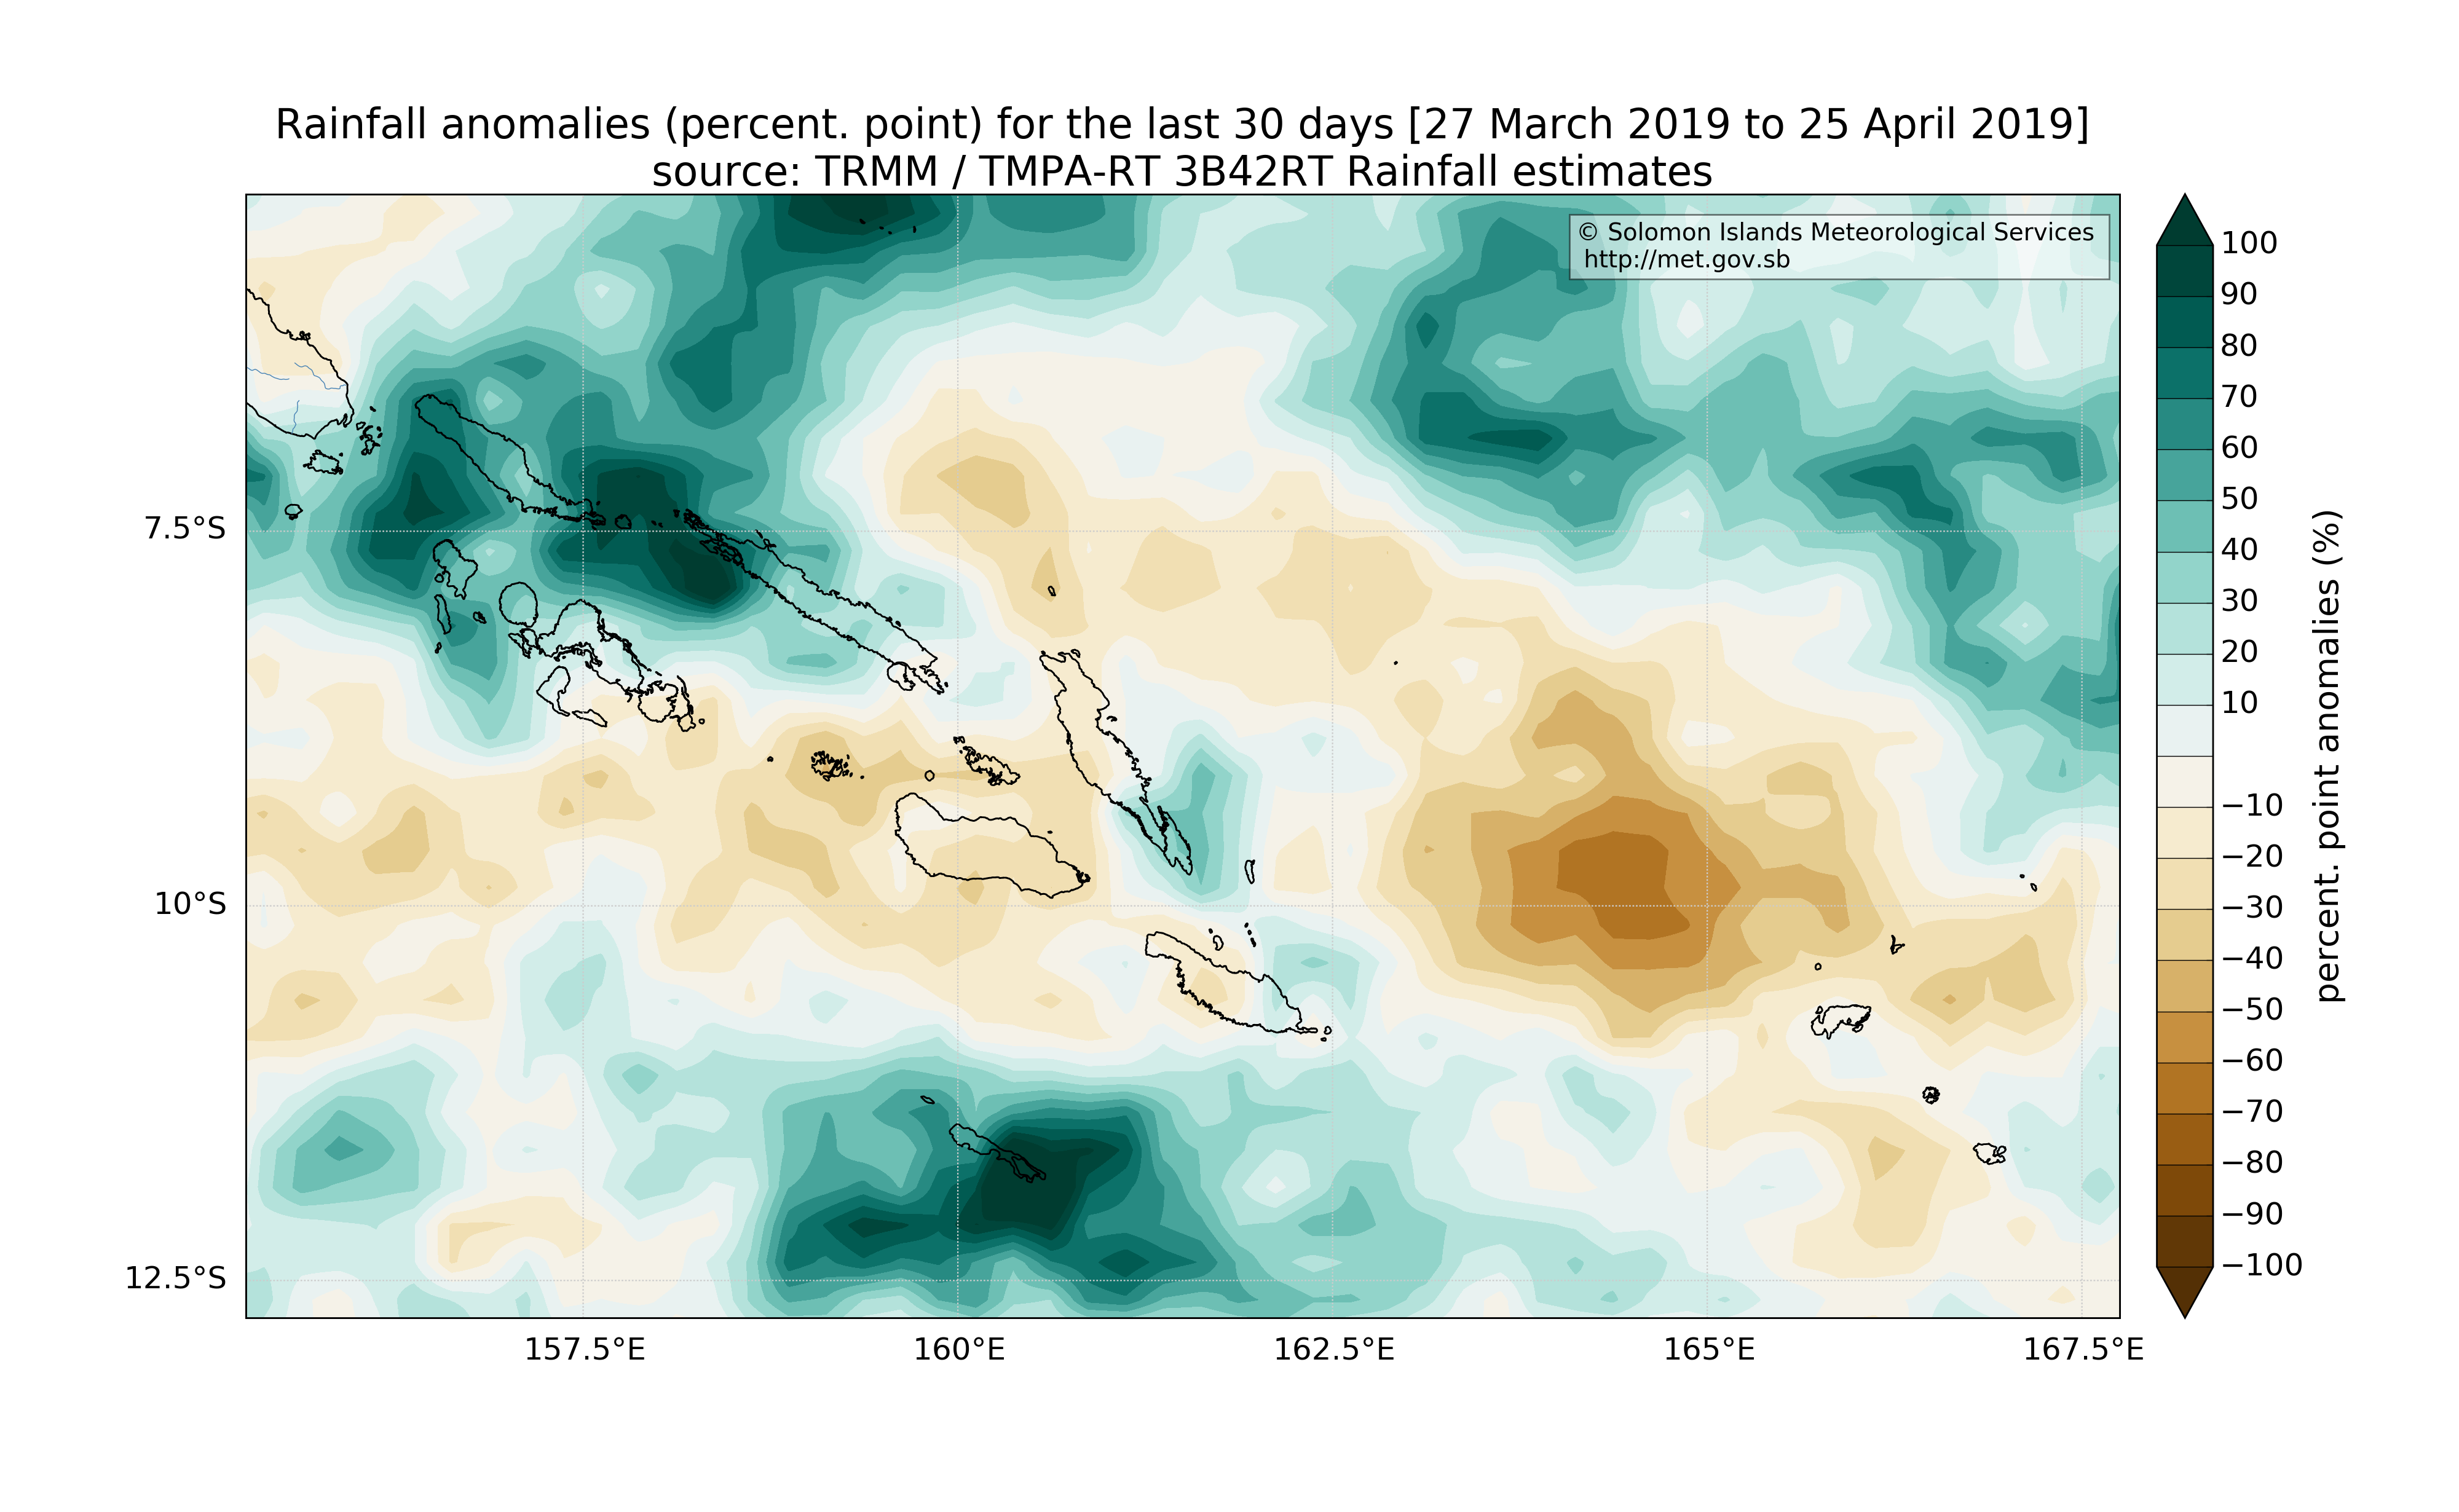 Rainfall anomalies (percent. point) for the last 30 days [27 March 2019 to 25 April 2019]
source: TRMM / TMPA-RT 3B42RT Rainfall estimates
© Solomon Islands Meteorological Services
http://met.gov.sb
7.5°S
10°S
12.5°S
157.5°E
160°E
162.5°E
165°E
167.5°E
100
90
80
70
60
50
40
30
20
10
−10
−20
−30
−40
−50
−60
−70
−80
−90
−100
percent. point anomalies (%)